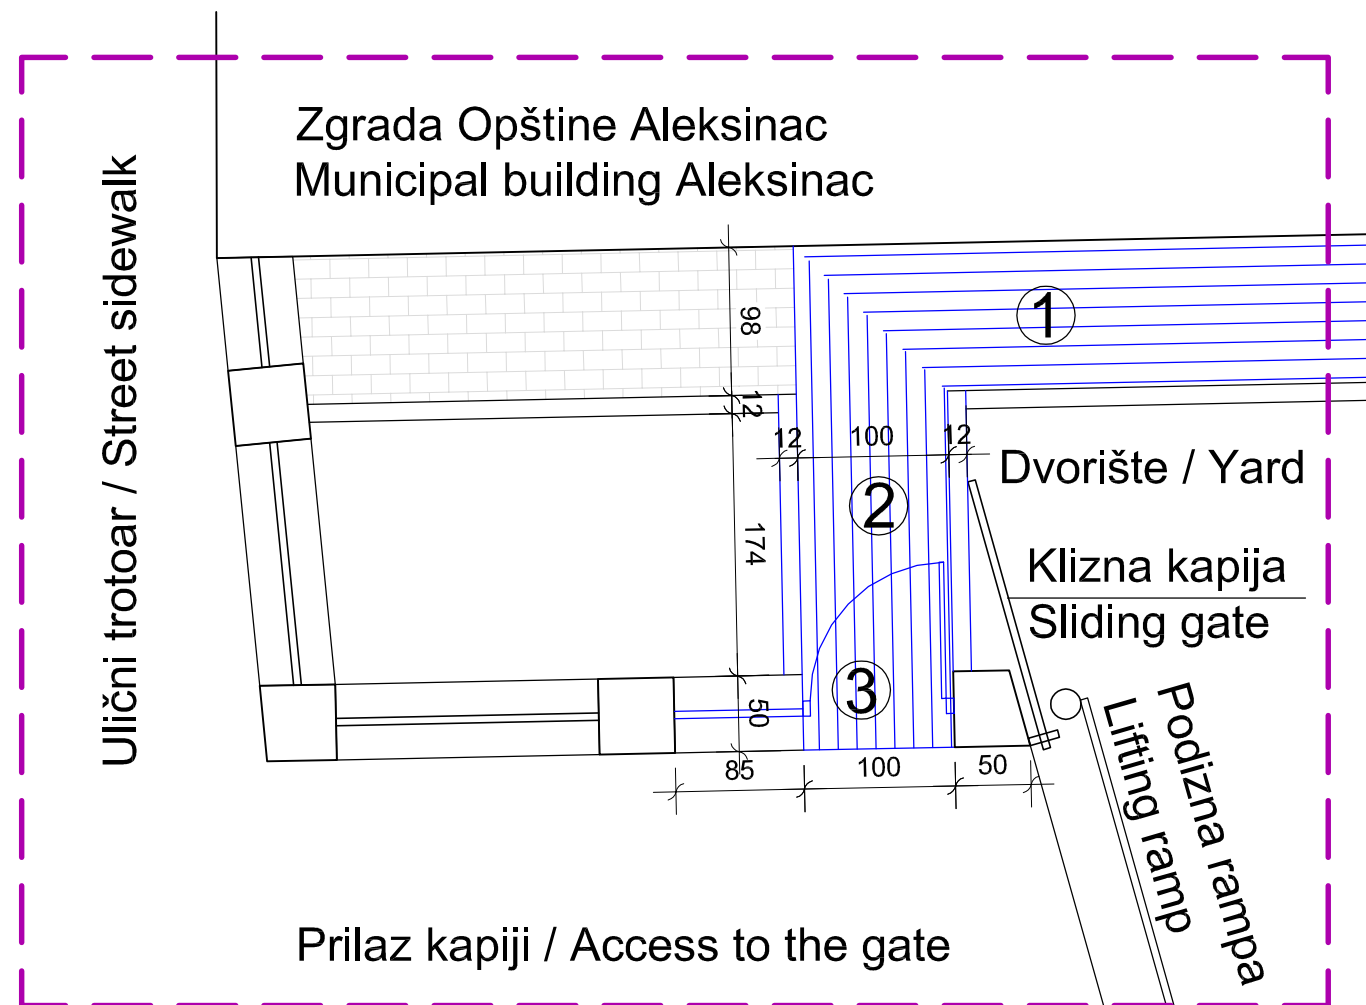 Zgrada Opštine Aleksinac
Municipal building Aleksinac
Ulični trotoar / Street sidewalk
1
98
12
12
100
12
Dvorište / Yard
2
174
Klizna kapija
Sliding gate
3
50
85
100
50
Podizna rampa
Lifting ramp
Prilaz kapiji / Access to the gate